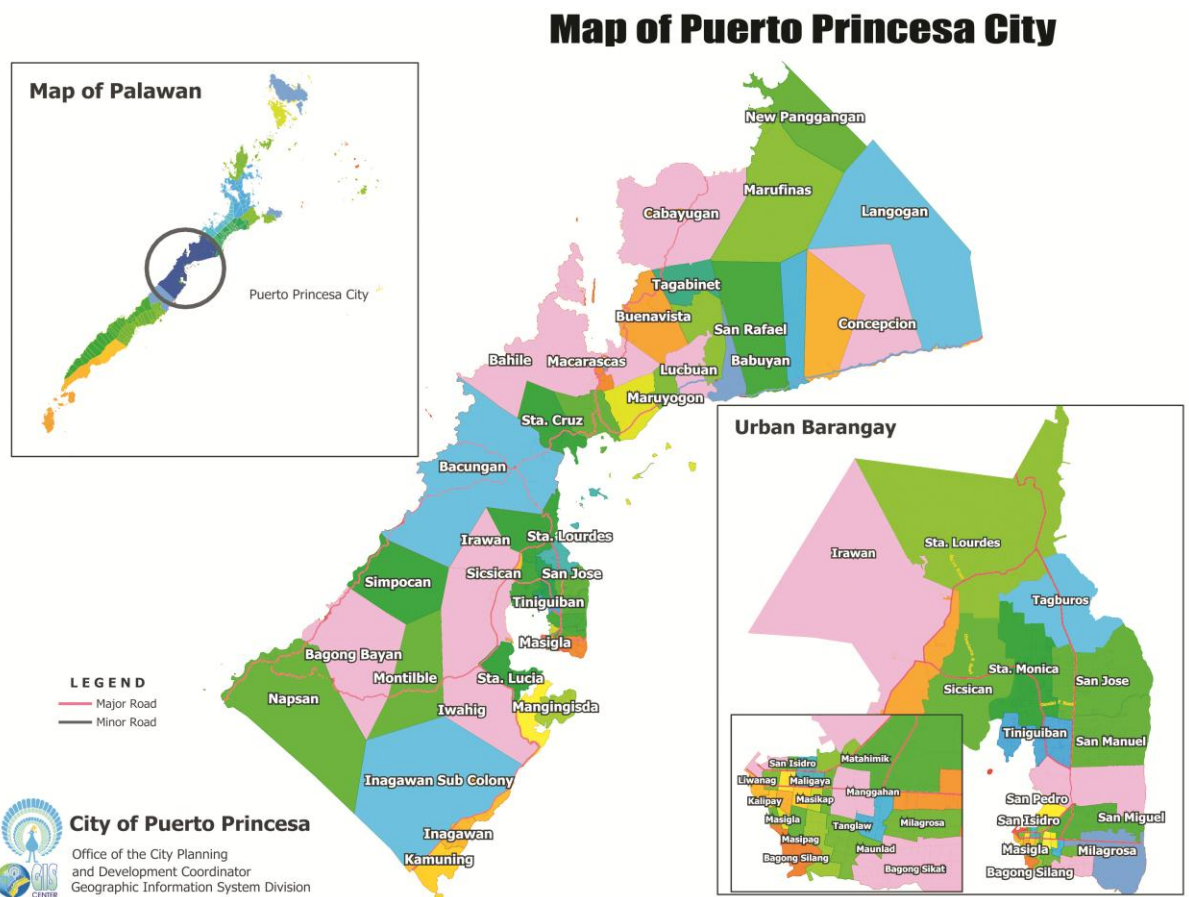 Map of Puerto Princesa City
Map of Palawan
Puerto Princesa City
New Panggangan
Marufinas
Cabayugan
Langogan
Tagabinet
Buenavista
San Rafael
Concepcion
Bahile
Macarascas
Lucbuan
Babuyan
Maruyogon
Sta. Cruz
Bacungan
Irawan
Sta. Lourdes
Sicsican
San Jose
Simpocan
Tiniguiban
Masigla
Bagong Bayan
Montilble
Sta. Lucia
Napsan
Iwahig
Mangingisda
Inagawan Sub Colony
Inagawan
Kamuning
LEGEND
Major Road
Minor Road
City of Puerto Princesa
Office of the City Planning
and Development Coordinator
Geographic Information System Division
GIS
CENTER
Urban Barangay
Irawan
Sta. Lourdes
Tagburos
Sta. Monica
San Jose
Sicsican
Tiniguiban
San Manuel
San Pedro
San Isidro
San Miguel
Masigla
Milagrosa
Bagong Silang
San Isidro
Matahimik
Liwanag
Maligaya
Manggahan
Kalipay
Masikap
Masigla
Tanglaw
Milagrosa
Masipag
Maunlad
Bagong Silang
Bagong Sikat